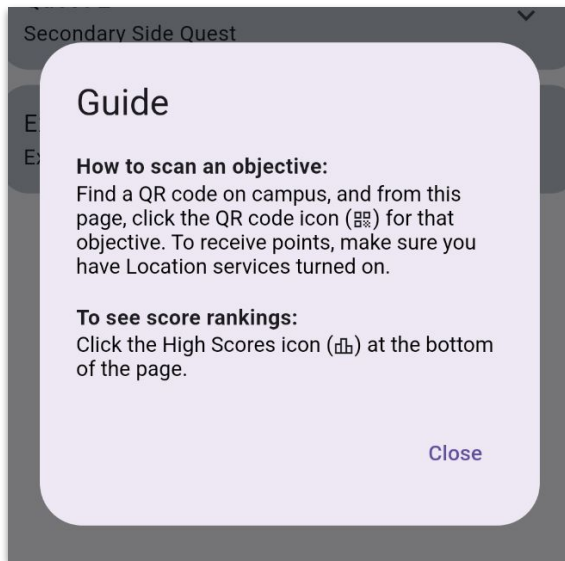 Secondary Side Quest
Guide
How to scan an objective:
Find a QR code on campus, and from this
page, click the QR code icon () for that
objective. To receive points, make sure you
have Location services turned on.
To see score rankings:
Click the High Scores icon () at the bottom
of the page.
Close